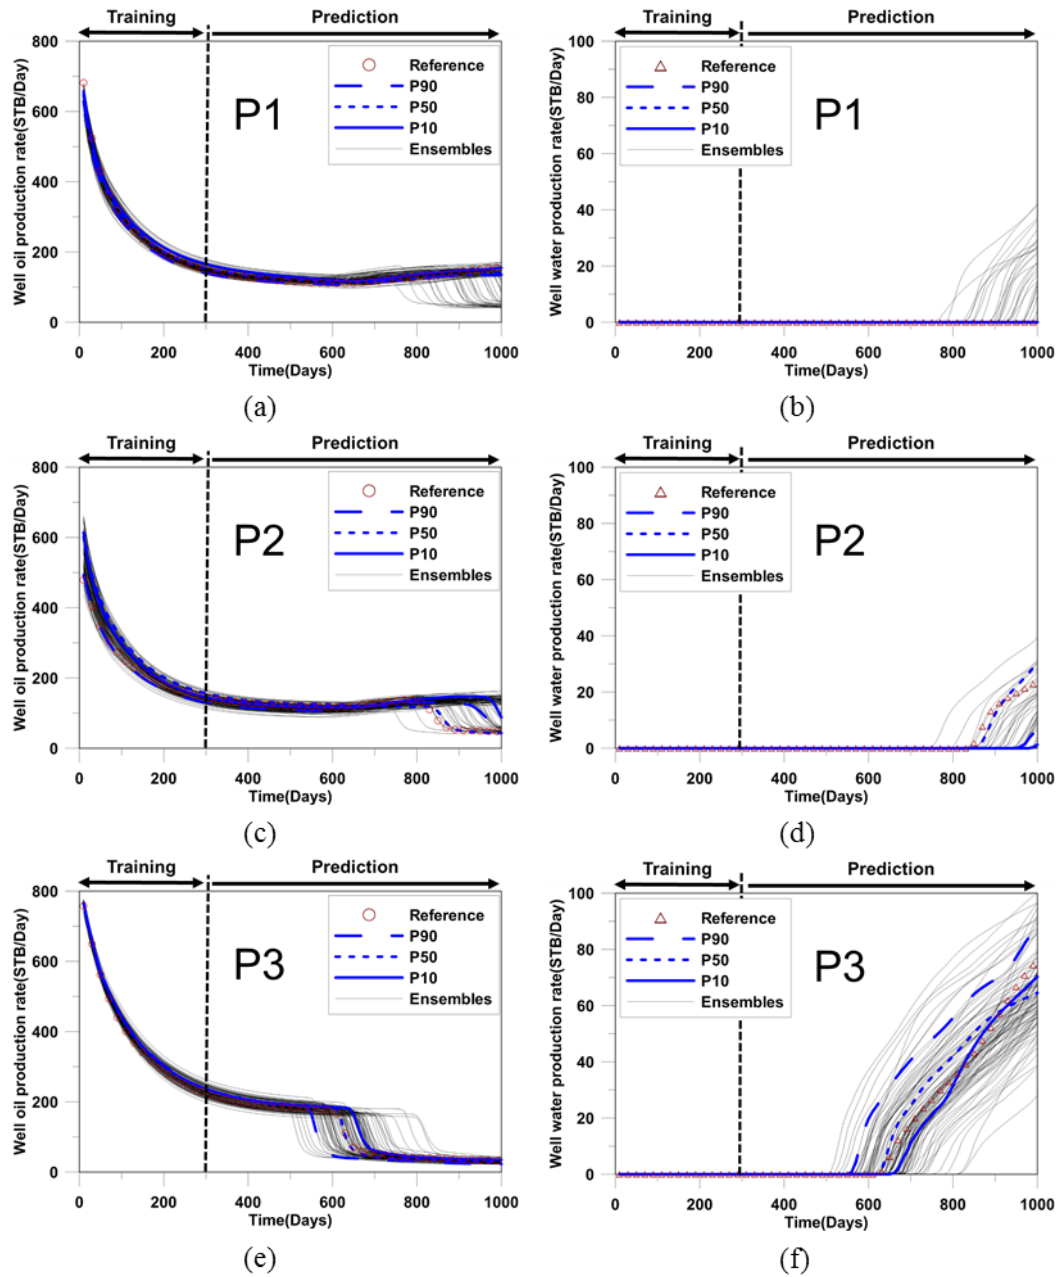 Training Prediction
Well oil production rate(STB/Day)
800
600
400
200
0
Reference
P90
P50
P10
Ensembles
P1
0 200 400 600 800 1000
Time(Days)
(a)
Training Prediction
Well water production rate(STB/Day)
100
80
60
40
20
0
Reference
P90
P50
P10
Ensembles
P1
0 200 400 600 800 1000
Time(Days)
(b)
Training Prediction
Well oil production rate(STB/Day)
800
600
400
200
0
Reference
P90
P50
P10
Ensembles
P2
0 200 400 600 800 1000
Time(Days)
(c)
Training Prediction
Well water production rate(STB/Day)
100
80
60
40
20
0
Reference
P90
P50
P10
Ensembles
P2
0 200 400 600 800 1000
Time(Days)
(d)
Training Prediction
Well oil production rate(STB/Day)
800
600
400
200
0
Reference
P90
P50
P10
Ensembles
P3
0 200 400 600 800 1000
Time(Days)
(e)
Training Prediction
Well water production rate(STB/Day)
100
80
60
40
20
0
Reference
P90
P50
P10
Ensembles
P3
0 200 400 600 800 1000
Time(Days)
(f)